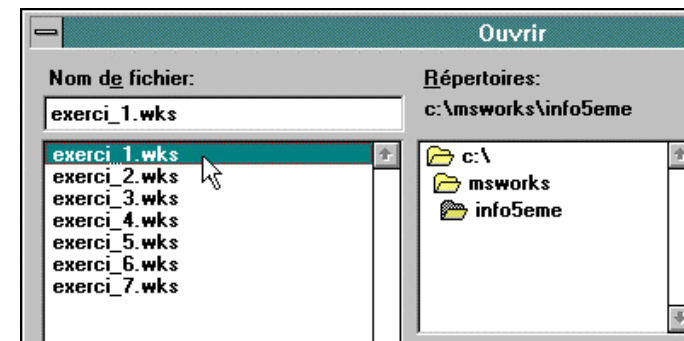 Ouvrir
Nom de fichier:
exerci_1.wks
exerci_1.wks
exerci_2.wks
exerci_3.wks
exerci_4.wks
exerci_5.wks
exerci_6.wks
exerci_7.wks
Répertoires:
c:\msworks\info5eme
c:\
msworks
info5eme